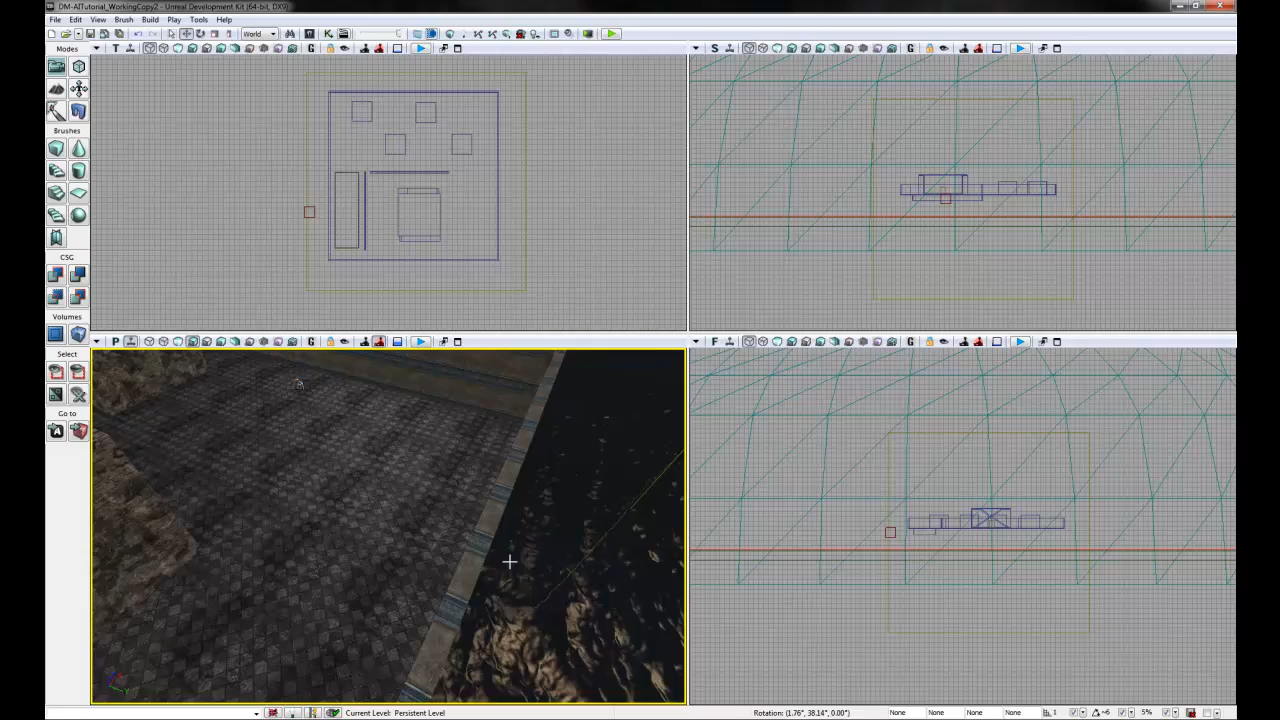 DM-AITutorial_WorkingCopy2 - Unreal Development Kit (64-bit, DX9)
File Edit View Brush Build Play Tools Help
World
Modes
T G
S G
Brushes
CSG
Volumes
P G
F G
Select
Go to
Current Level: Persistent Level
Rotation: (1.76°, 38.14°, 0.00°) None None None None 1 5%